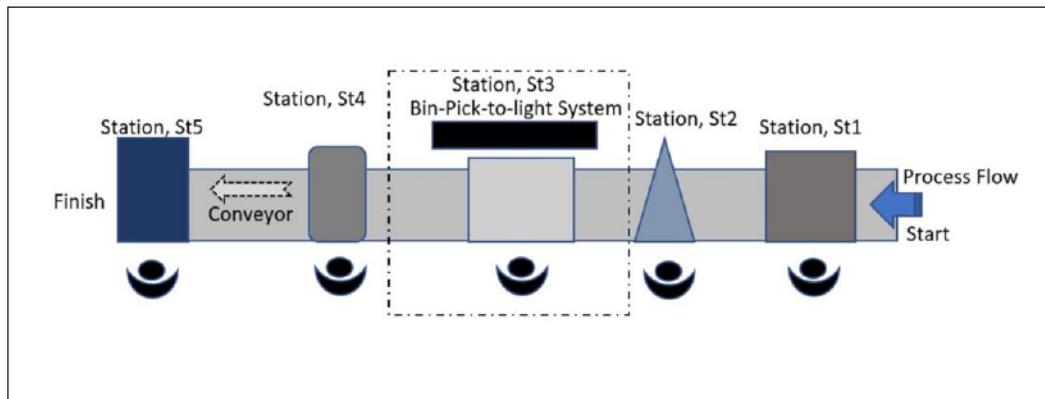 Station, St3
Bin-Pick-to-light System
Station, St4
Station, St5
Station, St2
Station, St1
Process Flow
Finish
Conveyor
Start